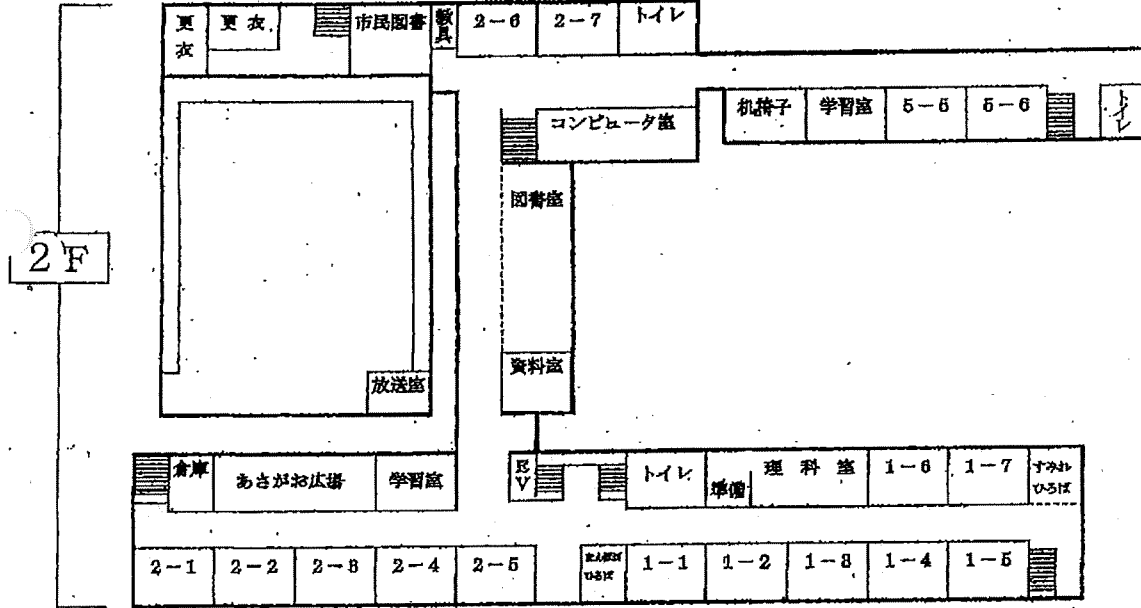 更衣
更衣
市民図書
教具
2-6
2-7
トイレ
机椅子
学習室
5-5
5-6
トイレ
コンピュータ室
図書室
2F
資料室
放送室
倉庫
あさがお広場
学習室
EV
トイレ
準備
理科室
1-6
1-7
すみれ
ひろば
2-1
2-2
2-3
2-4
2-5
ひろば
1-1
1-2
1-3
1-4
1-5